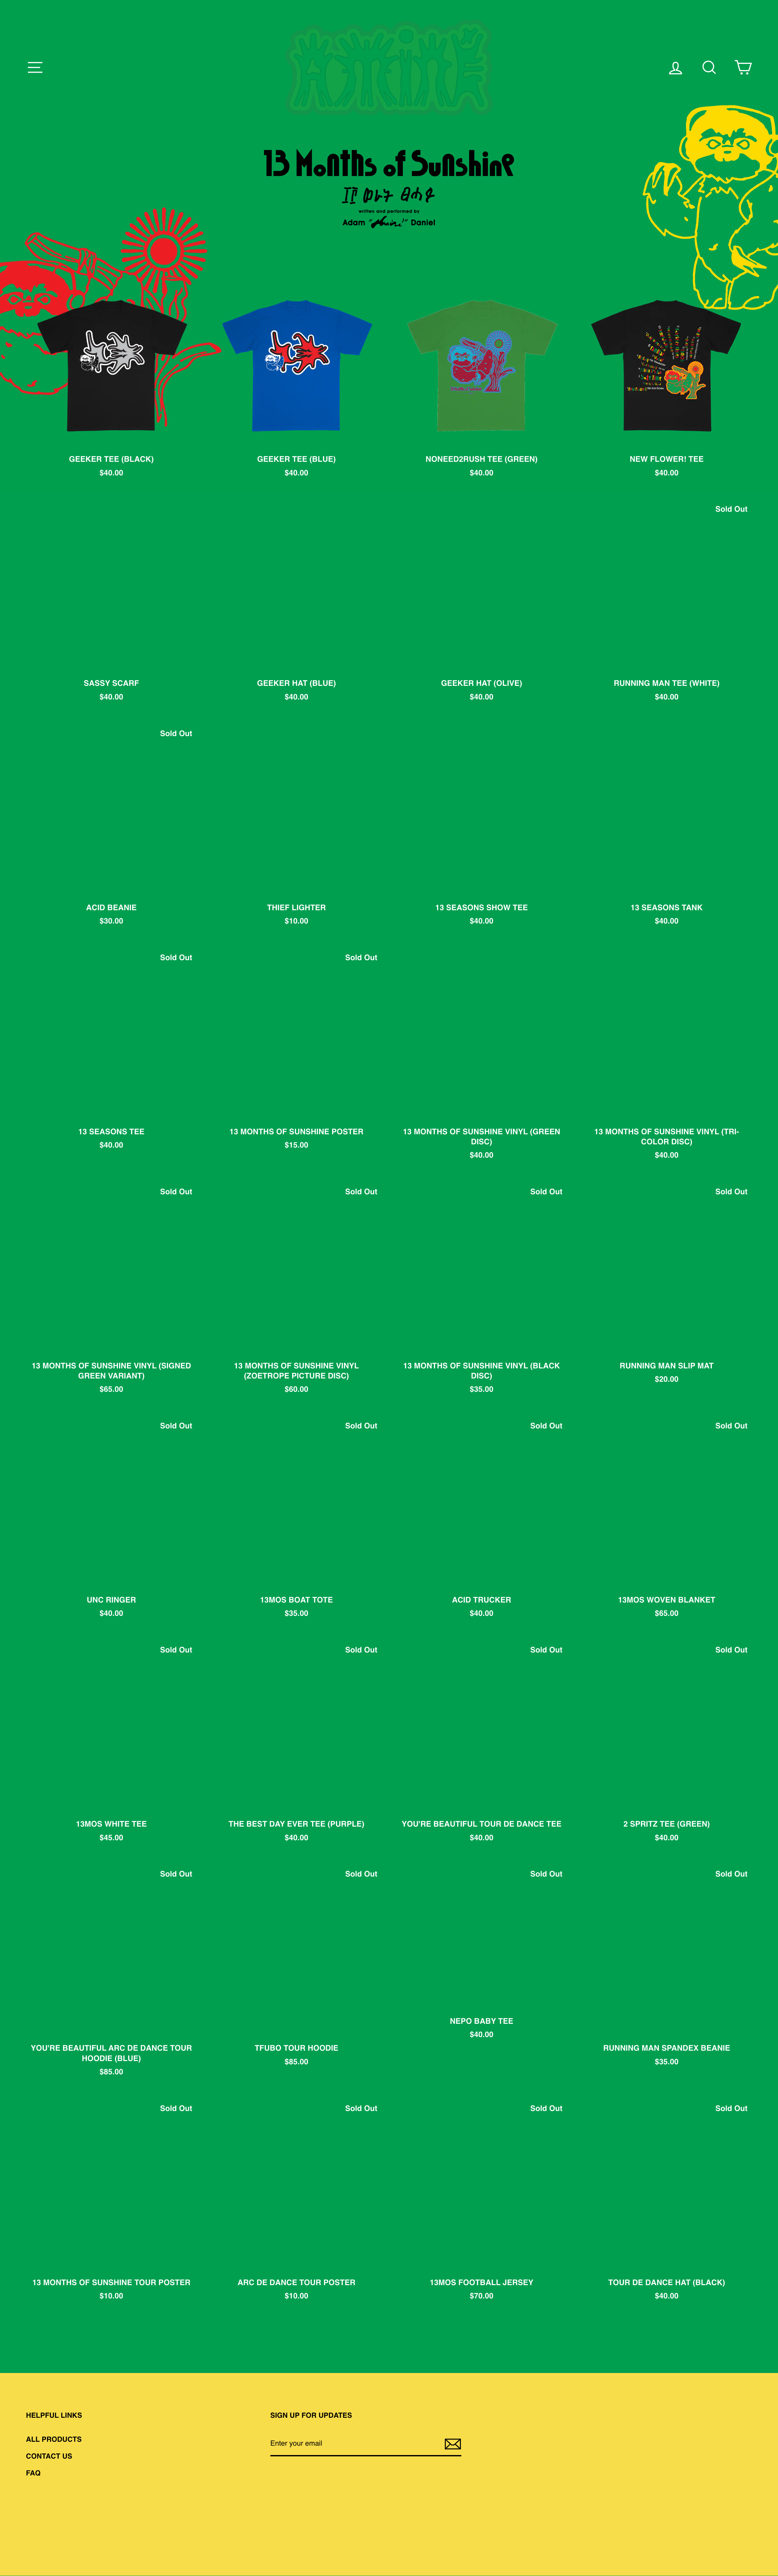 Aminé
13 Months of Sunshine
፲፫ ወራት ፀሓይ
written and performed by
Adam "Aminé" Daniel
GEEKER TEE (BLACK)
$40.00
GEEKER TEE (BLUE)
$40.00
NONEED2RUSH TEE (GREEN)
$40.00
NEW FLOWER! TEE
$40.00
SASSY SCARF
$40.00
GEEKER HAT (BLUE)
$40.00
GEEKER HAT (OLIVE)
$40.00
Sold Out
RUNNING MAN TEE (WHITE)
$40.00
Sold Out
ACID BEANIE
$30.00
THIEF LIGHTER
$10.00
13 SEASONS SHOW TEE
$40.00
13 SEASONS TANK
$40.00
Sold Out
13 SEASONS TEE
$40.00
Sold Out
13 MONTHS OF SUNSHINE POSTER
$15.00
13 MONTHS OF SUNSHINE VINYL (GREEN
DISC)
$40.00
13 MONTHS OF SUNSHINE VINYL (TRI-
COLOR DISC)
$40.00
Sold Out
13 MONTHS OF SUNSHINE VINYL (SIGNED
GREEN VARIANT)
$65.00
Sold Out
13 MONTHS OF SUNSHINE VINYL
(ZOETROPE PICTURE DISC)
$60.00
Sold Out
13 MONTHS OF SUNSHINE VINYL (BLACK
DISC)
$35.00
Sold Out
RUNNING MAN SLIP MAT
$20.00
Sold Out
UNC RINGER
$40.00
Sold Out
13MOS BOAT TOTE
$35.00
Sold Out
ACID TRUCKER
$40.00
Sold Out
13MOS WOVEN BLANKET
$65.00
Sold Out
13MOS WHITE TEE
$45.00
Sold Out
THE BEST DAY EVER TEE (PURPLE)
$40.00
Sold Out
YOU'RE BEAUTIFUL TOUR DE DANCE TEE
$40.00
Sold Out
2 SPRITZ TEE (GREEN)
$40.00
Sold Out
YOU'RE BEAUTIFUL ARC DE DANCE TOUR
HOODIE (BLUE)
$85.00
Sold Out
TFUBO TOUR HOODIE
$85.00
Sold Out
NEPO BABY TEE
$40.00
Sold Out
RUNNING MAN SPANDEX BEANIE
$35.00
Sold Out
13 MONTHS OF SUNSHINE TOUR POSTER
$10.00
Sold Out
ARC DE DANCE TOUR POSTER
$10.00
Sold Out
13MOS FOOTBALL JERSEY
$70.00
Sold Out
TOUR DE DANCE HAT (BLACK)
$40.00
HELPFUL LINKS
ALL PRODUCTS
CONTACT US
FAQ
SIGN UP FOR UPDATES
Enter your email